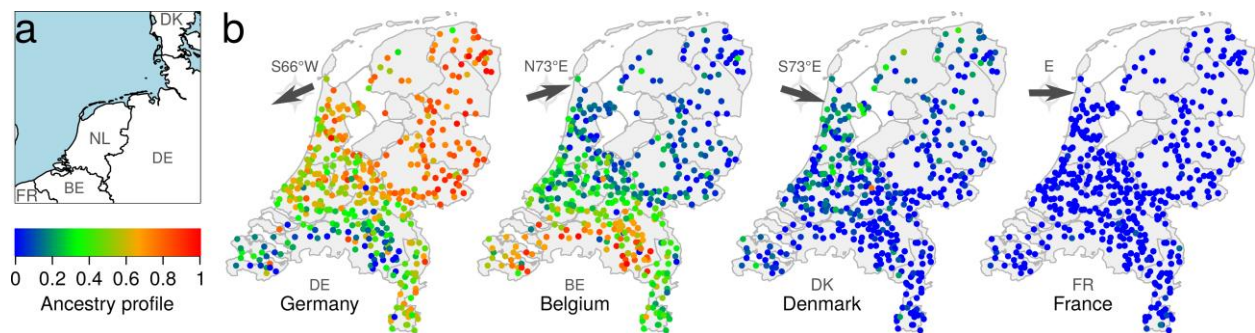 a
DK
NL
DE
BE
FR
0 0.2 0.4 0.6 0.8 1
Ancestry profile
b
S66°W
DE
Germany
N73°E
BE
Belgium
S73°E
DK
Denmark
E
FR
France